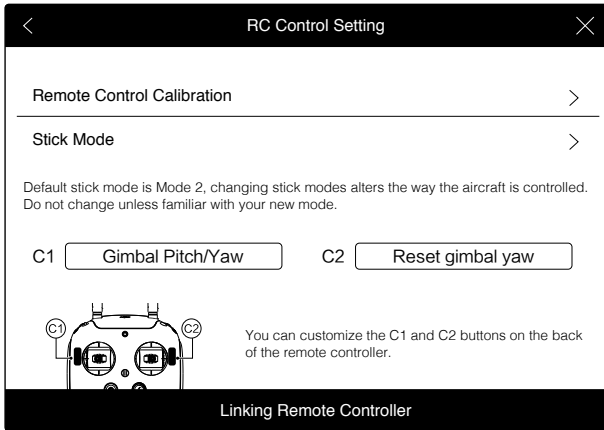 RC Control Setting
Remote Control Calibration
Stick Mode
Default stick mode is Mode 2, changing stick modes alters the way the aircraft is controlled.
Do not change unless familiar with your new mode.
C1 Gimbal Pitch/Yaw C2 Reset gimbal yaw
C1 C2
You can customize the C1 and C2 buttons on the back
of the remote controller.
Linking Remote Controller